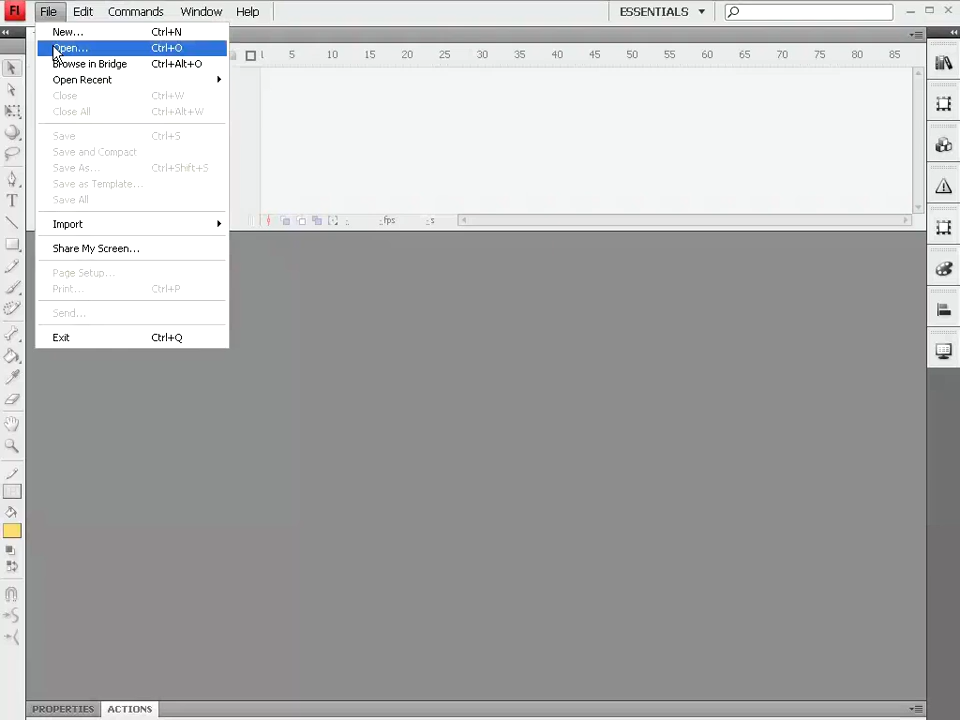 Fl File Edit Commands Window Help ESSENTIALS
New... Ctrl+N
Open... Ctrl+O
Browse in Bridge Ctrl+Alt+O
Open Recent
Close Ctrl+W
Close All Ctrl+Alt+W
Save Ctrl+S
Save and Compact
Save As... Ctrl+Shift+S
Save as Template...
Save All
Import
Share My Screen...
Page Setup...
Print... Ctrl+P
Send...
Exit Ctrl+Q
5 10 15 20 25 30 35 40 45 50 55 60 65 70 75 80 85
fps s
T
PROPERTIES ACTIONS